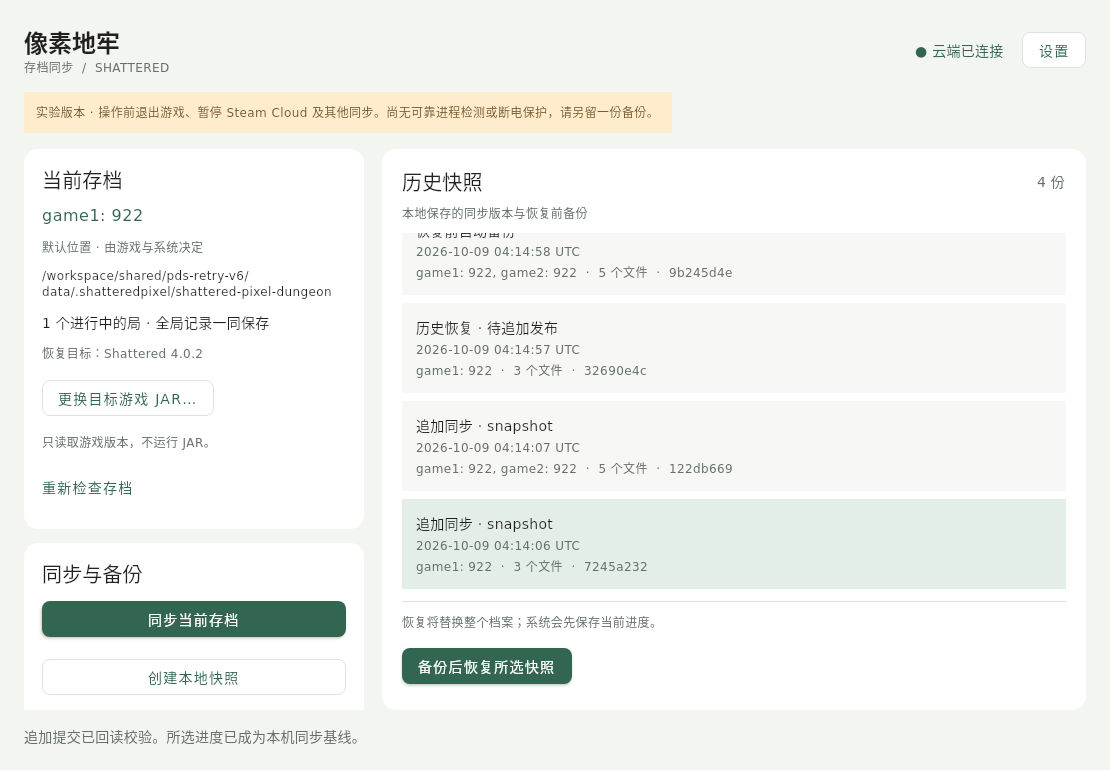 像素地牢
存档同步 / SHATTERED
云端已连接
设置
实验版本 · 操作前退出游戏、暂停 Steam Cloud 及其他同步。尚无可靠进程检测或断电保护，请另留一份备份。
当前存档
game1: 922
默认位置 · 由游戏与系统决定
/workspace/shared/pds-retry-v6/
data/.shatteredpixel/shattered-pixel-dungeon
1 个进行中的局 · 全局记录一同保存
恢复目标：Shattered 4.0.2
更换目标游戏 JAR…
只读取游戏版本，不运行 JAR。
重新检查存档
同步与备份
同步当前存档
创建本地快照
历史快照
4 份
本地保存的同步版本与恢复前备份
恢复前自动备份
2026-10-09 04:14:58 UTC
game1: 922, game2: 922 · 5 个文件 · 9b245d4e
历史恢复 · 待追加发布
2026-10-09 04:14:57 UTC
game1: 922 · 3 个文件 · 32690e4c
追加同步 · snapshot
2026-10-09 04:14:07 UTC
game1: 922, game2: 922 · 5 个文件 · 122db669
追加同步 · snapshot
2026-10-09 04:14:06 UTC
game1: 922 · 3 个文件 · 7245a232
恢复将替换整个档案；系统会先保存当前进度。
备份后恢复所选快照
追加提交已回读校验。所选进度已成为本机同步基线。